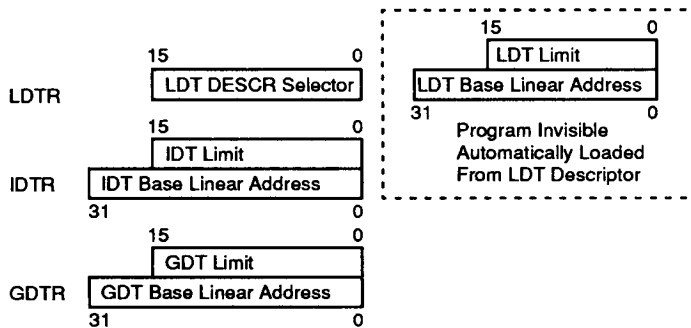 15 0
LDT Limit
LDT Base Linear Address
31 0
Program Invisible
Automatically Loaded
From LDT Descriptor
15 0
LDTR
LDT DESCR Selector
15 0
IDT Limit
IDTR
IDT Base Linear Address
31 0
15 0
GDT Limit
GDTR
GDT Base Linear Address
31 0